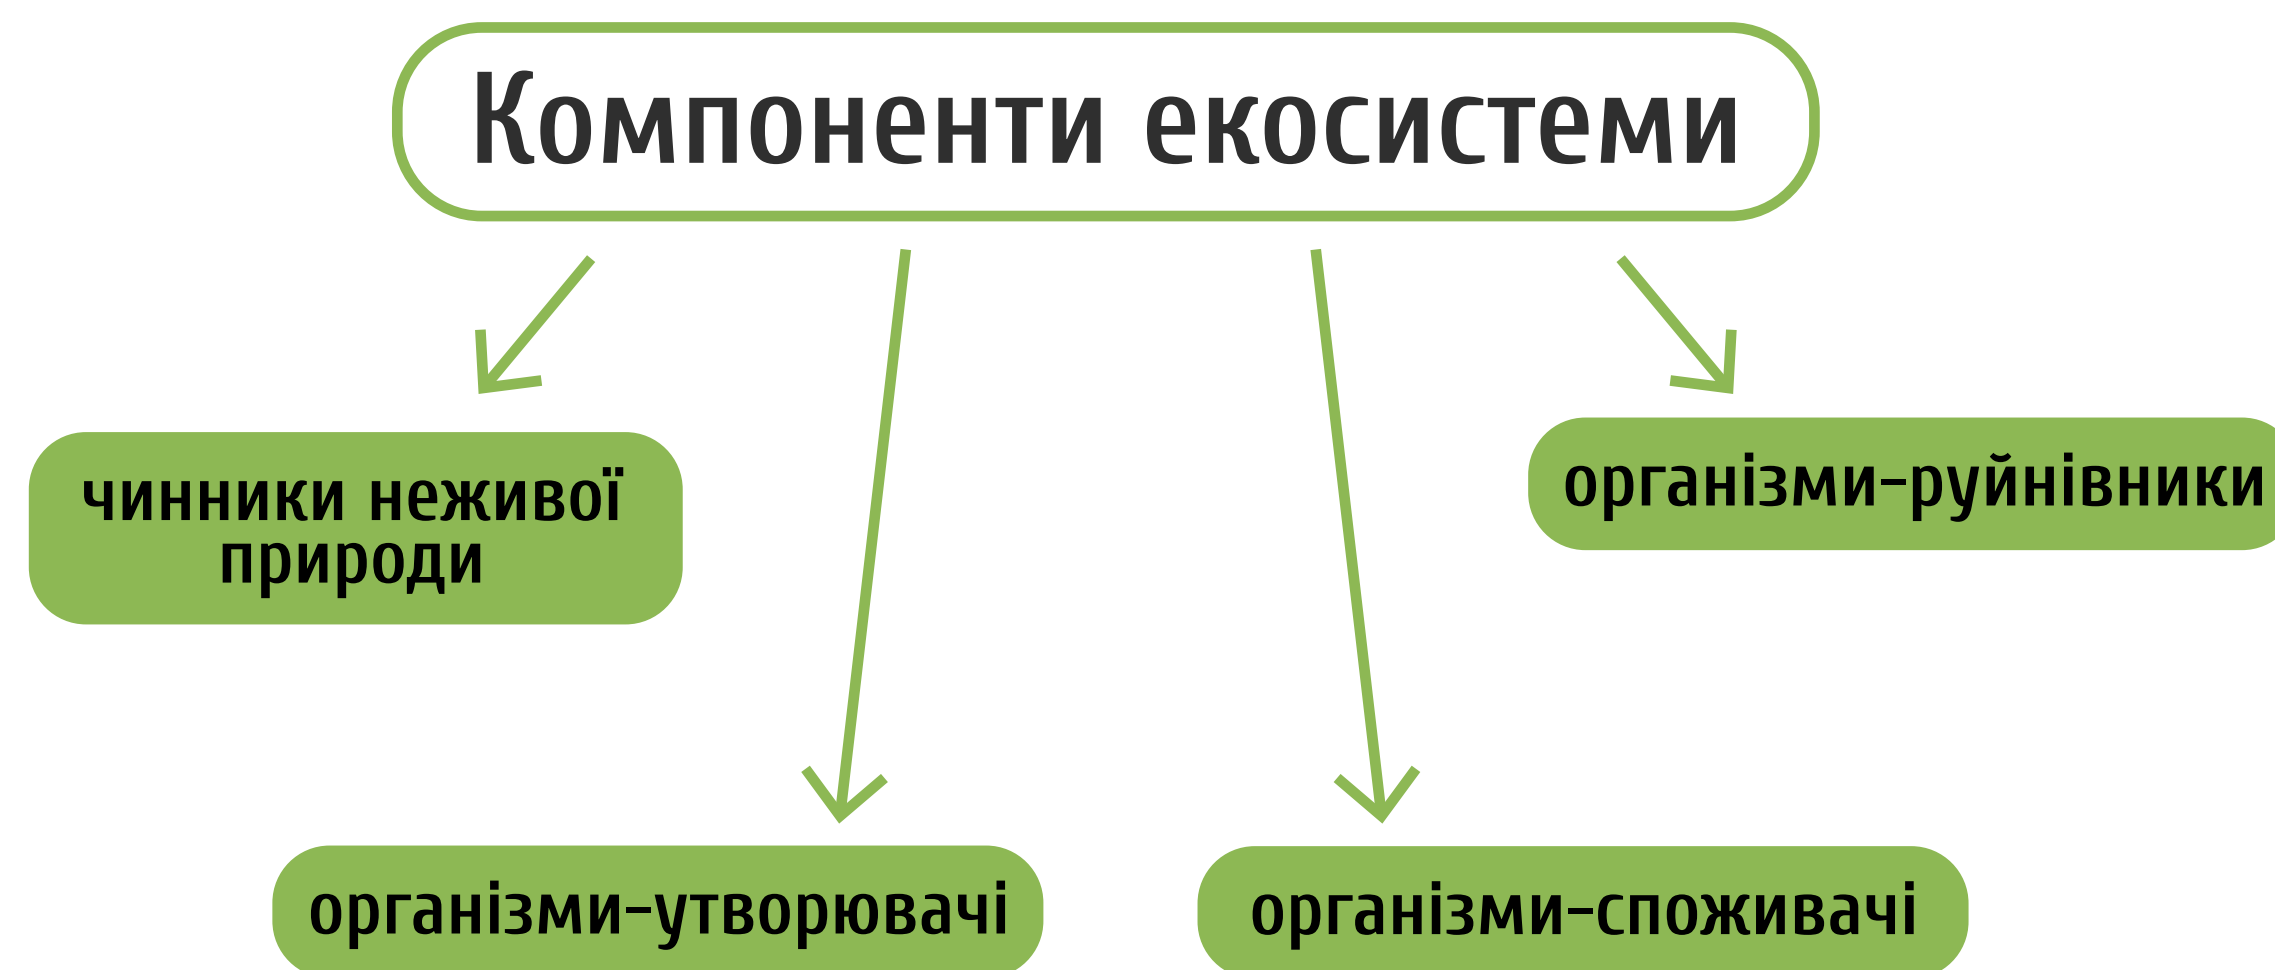 Компоненти екосистеми
чинники неживої
природи
організми-руйнівники
організми-утворювачі
організми-споживачі